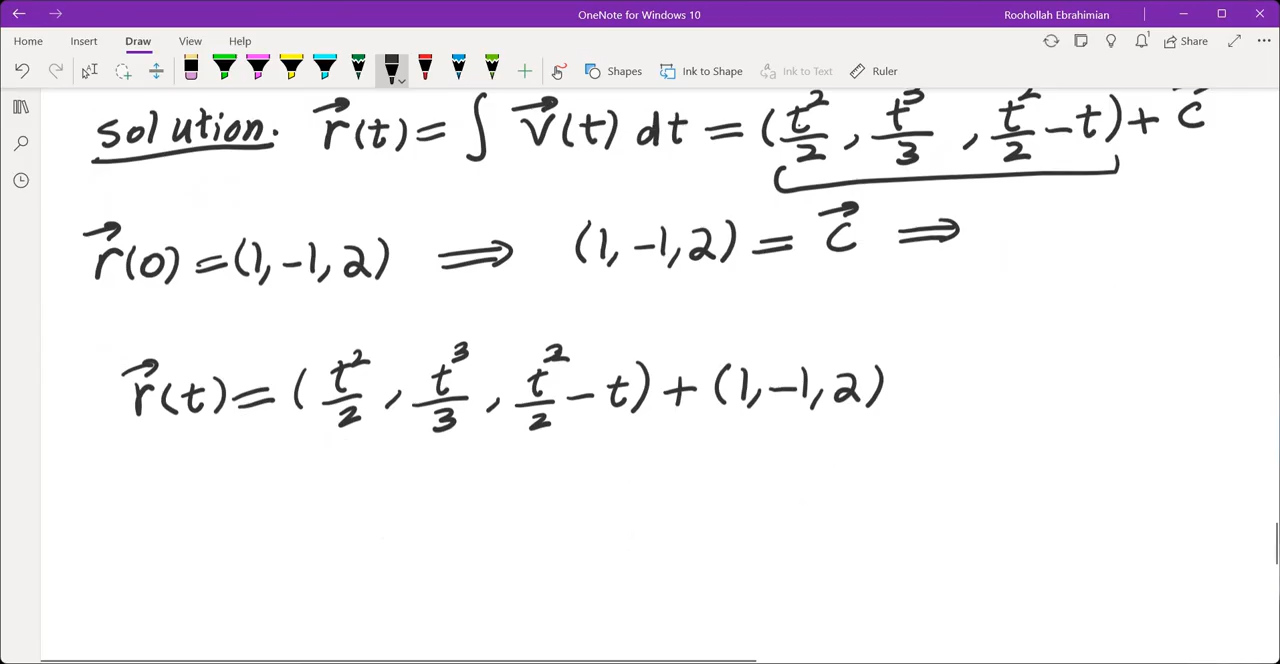 OneNote for Windows 10
Roohollah Ebrahimian
Home Insert Draw View Help
Share
Shapes Ink to Shape Ink to Text Ruler
solution. r⃗(t) = ∫ v⃗(t) dt = (t²/2, t³/3, t²/2 - t) + c⃗
r⃗(0) = (1, -1, 2) ⟹ (1, -1, 2) = c⃗ ⟹
r⃗(t) = (t²/2, t³/3, t²/2 - t) + (1, -1, 2)